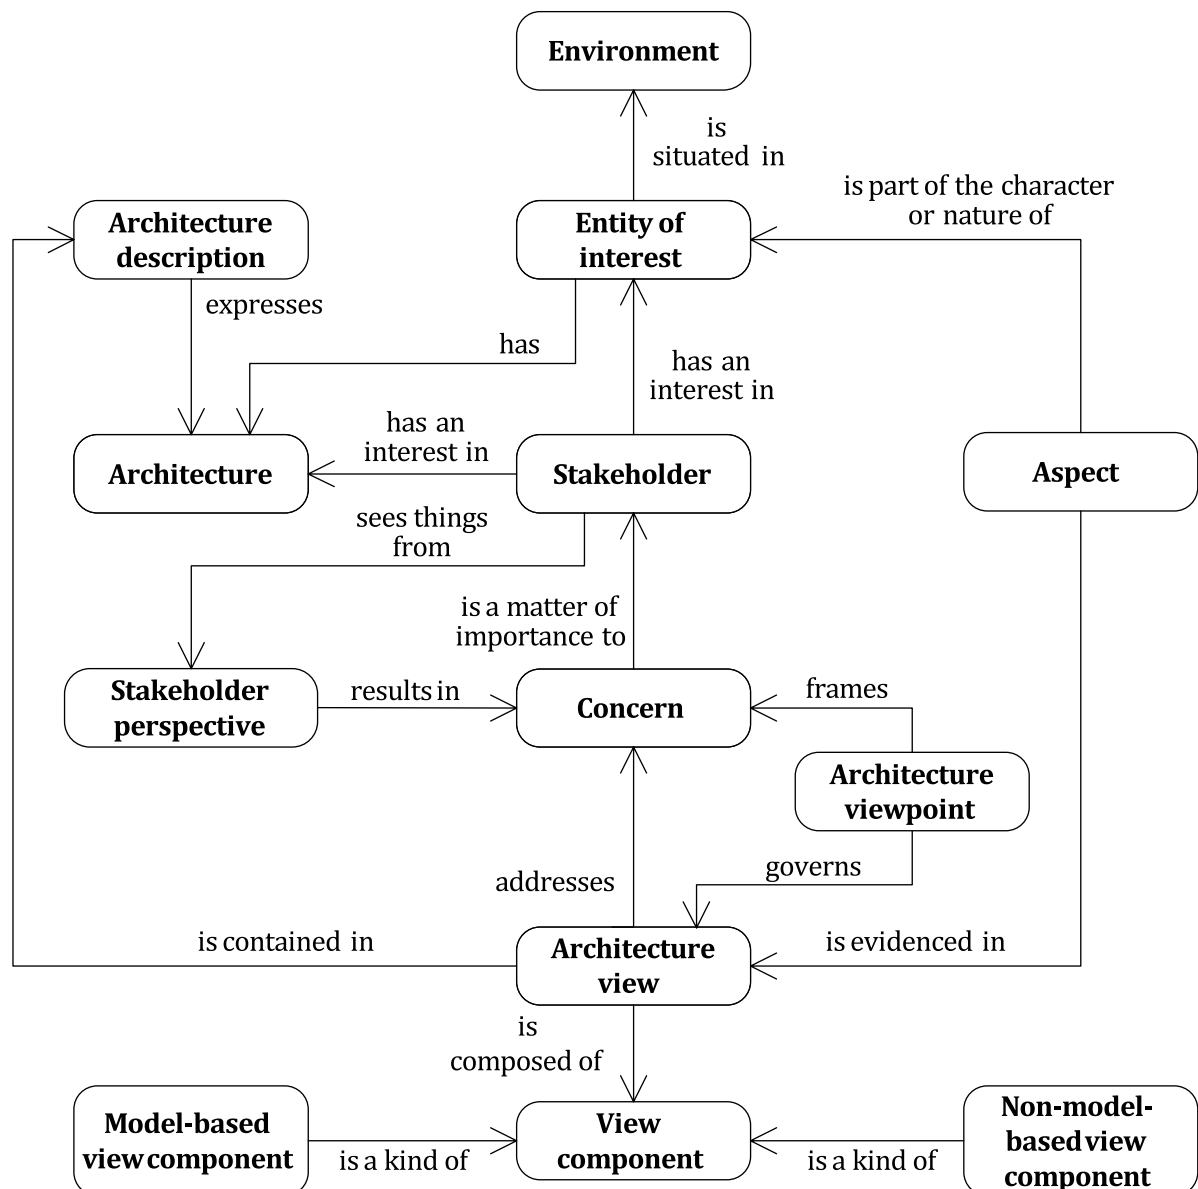 Environment
is
situated in
is part of the character
or nature of
Architecture
description
Entity of
interest
expresses
has
has an
interest in
has an
interest in
Architecture
Stakeholder
Aspect
sees things
from
is a matter of
importance to
Stakeholder
perspective
results in
Concern
frames
Architecture
viewpoint
governs
addresses
is contained in
Architecture
view
is evidenced in
is
composed of
Model-based
view component
is a kind of
View
component
is a kind of
Non-model-
based view
component